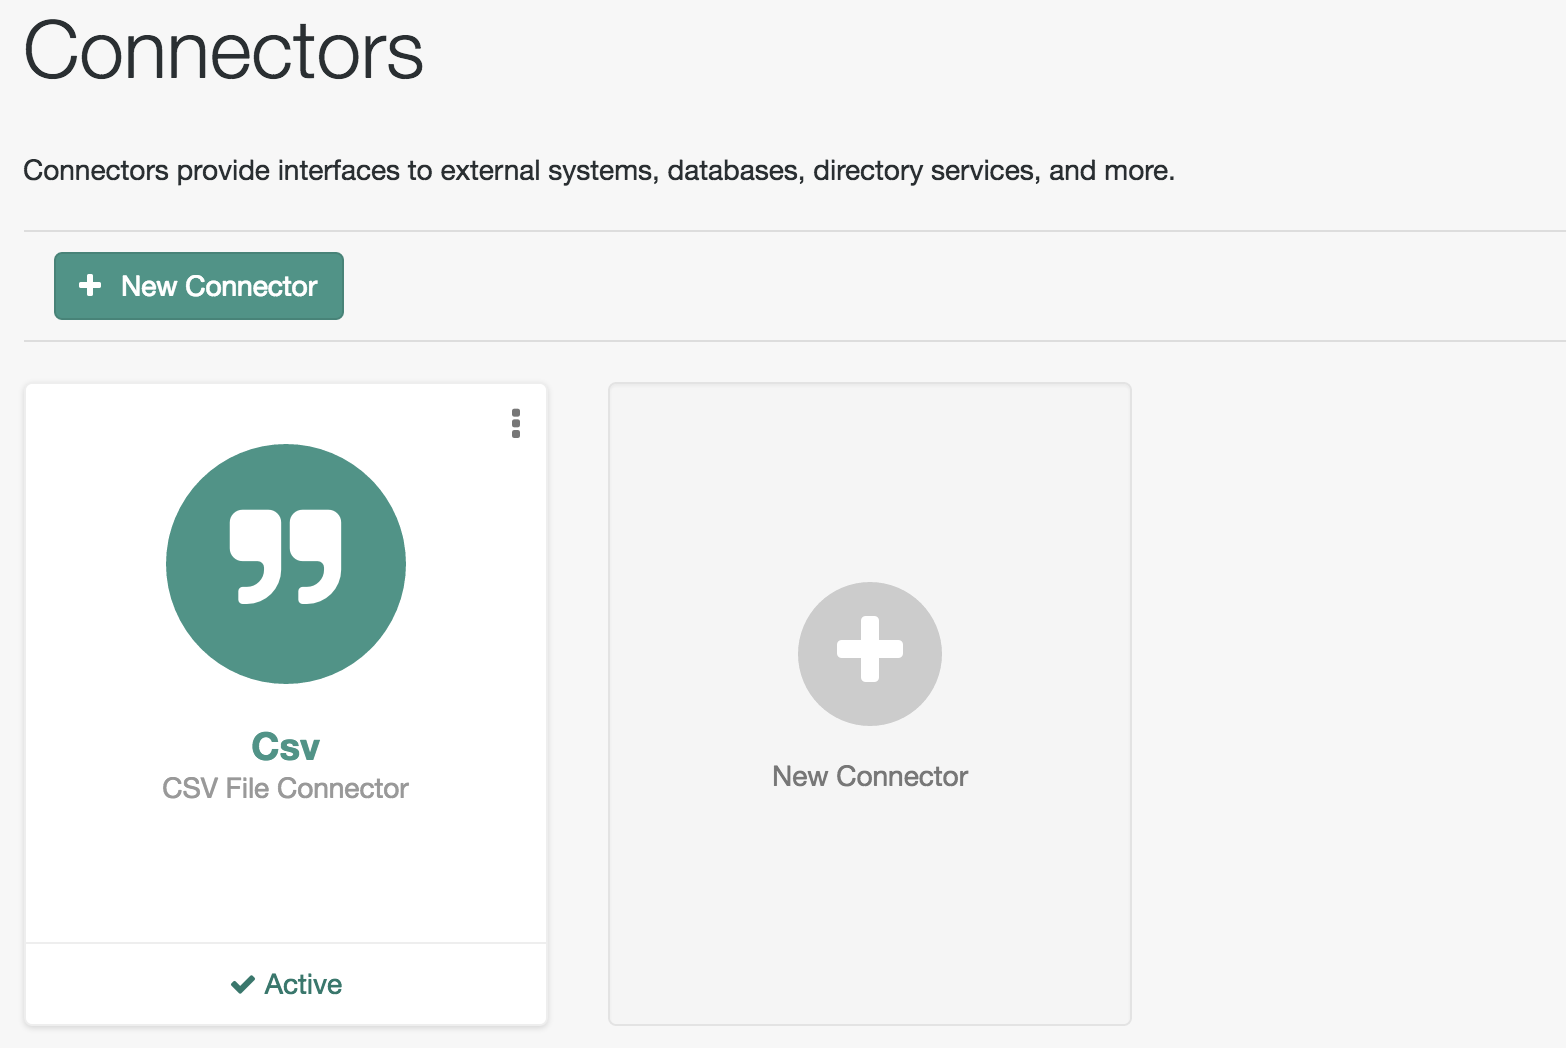 Connectors
Connectors provide interfaces to external systems, databases, directory services, and more.
New Connector
Csv
CSV File Connector
Active
New Connector